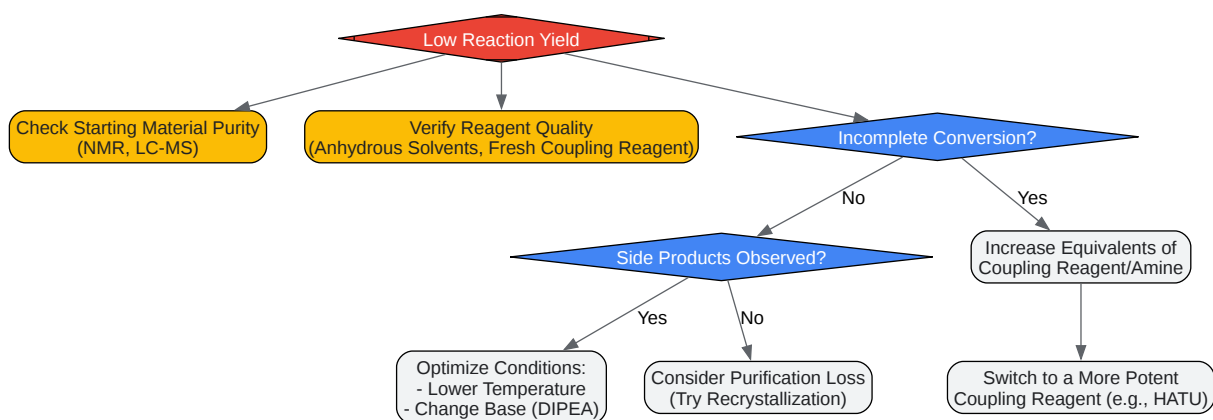 Low Reaction Yield
Check Starting Material Purity
(NMR, LC-MS)
Verify Reagent Quality
(Anhydrous Solvents, Fresh Coupling Reagent)
Incomplete Conversion?
No
Yes
Side Products Observed?
Increase Equivalents of
Coupling Reagent/Amine
Yes
No
Optimize Conditions:
- Lower Temperature
- Change Base (DIPEA)
Consider Purification Loss
(Try Recrystallization)
Switch to a More Potent
Coupling Reagent (e.g., HATU)